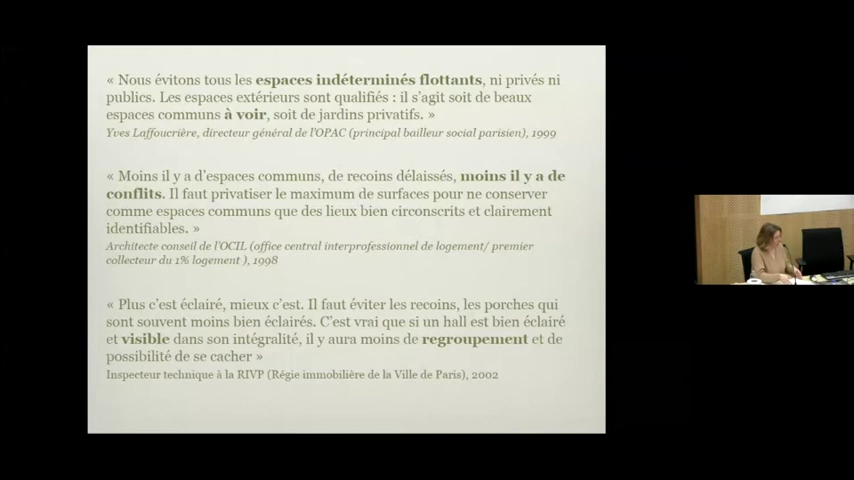 « Nous évitons tous les espaces indéterminés flottants, ni privés ni
publics. Les espaces extérieurs sont qualifiés : il s’agit soit de beaux
espaces communs à voir, soit de jardins privatifs. »
Yves Laffoucrière, directeur général de l’OPAC (principal bailleur social parisien), 1999
« Moins il y a d’espaces communs, de recoins délaissés, moins il y a de
conflits. Il faut privatiser le maximum de surfaces pour ne conserver
comme espaces communs que des lieux bien circonscrits et clairement
identifiables. »
Architecte conseil de l’OCIL (office central interprofessionnel de logement/ premier
collecteur du 1% logement ), 1998
« Plus c’est éclairé, mieux c’est. Il faut éviter les recoins, les porches qui
sont souvent moins bien éclairés. C’est vrai que si un hall est bien éclairé
et visible dans son intégralité, il y aura moins de regroupement et de
possibilité de se cacher »
Inspecteur technique à la RIVP (Régie immobilière de la Ville de Paris), 2002